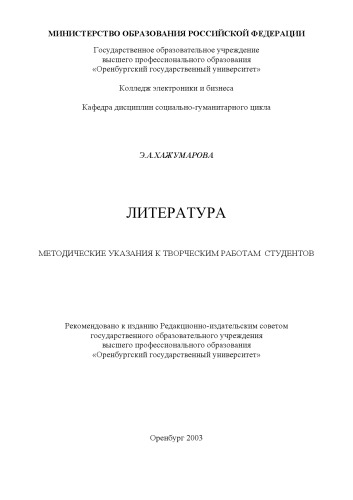 МИНИСТЕРСТВО ОБРАЗОВАНИЯ РОССИЙСКОЙ ФЕДЕРАЦИИ
Государственное образовательное учреждение
высшего профессионального образования
«Оренбургский государственный университет»
Колледж электроники и бизнеса
Кафедра дисциплин социально-гуманитарного цикла
Э.А.ХАЖУМАРОВА
ЛИТЕРАТУРА
МЕТОДИЧЕСКИЕ УКАЗАНИЯ К ТВОРЧЕСКИМ РАБОТАМ СТУДЕНТОВ
Рекомендовано к изданию Редакционно-издательским советом
государственного образовательного учреждения
высшего профессионального образования
«Оренбургский государственный университет»
Оренбург 2003